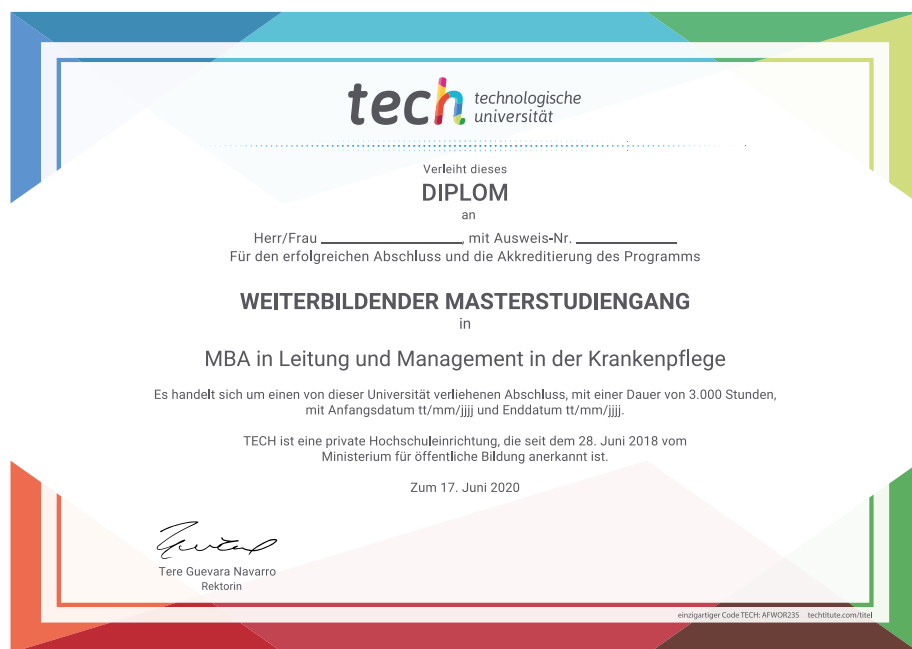 tech technologische
universität
Verleiht dieses
DIPLOM
an
Herr/Frau ______________, mit Ausweis-Nr. __________
Für den erfolgreichen Abschluss und die Akkreditierung des Programms
WEITERBILDENDER MASTERSTUDIENGANG
in
MBA in Leitung und Management in der Krankenpflege
Es handelt sich um einen von dieser Universität verliehenen Abschluss, mit einer Dauer von 3.000 Stunden,
mit Anfangsdatum tt/mm/jjjj und Enddatum tt/mm/jjjj.
TECH ist eine private Hochschuleinrichtung, die seit dem 28. Juni 2018 vom
Ministerium für öffentliche Bildung anerkannt ist.
Zum 17. Juni 2020
Tere Guevara Navarro
Rektorin
einzigartiger Code TECH: AFWOR23S techtitute.com/titel